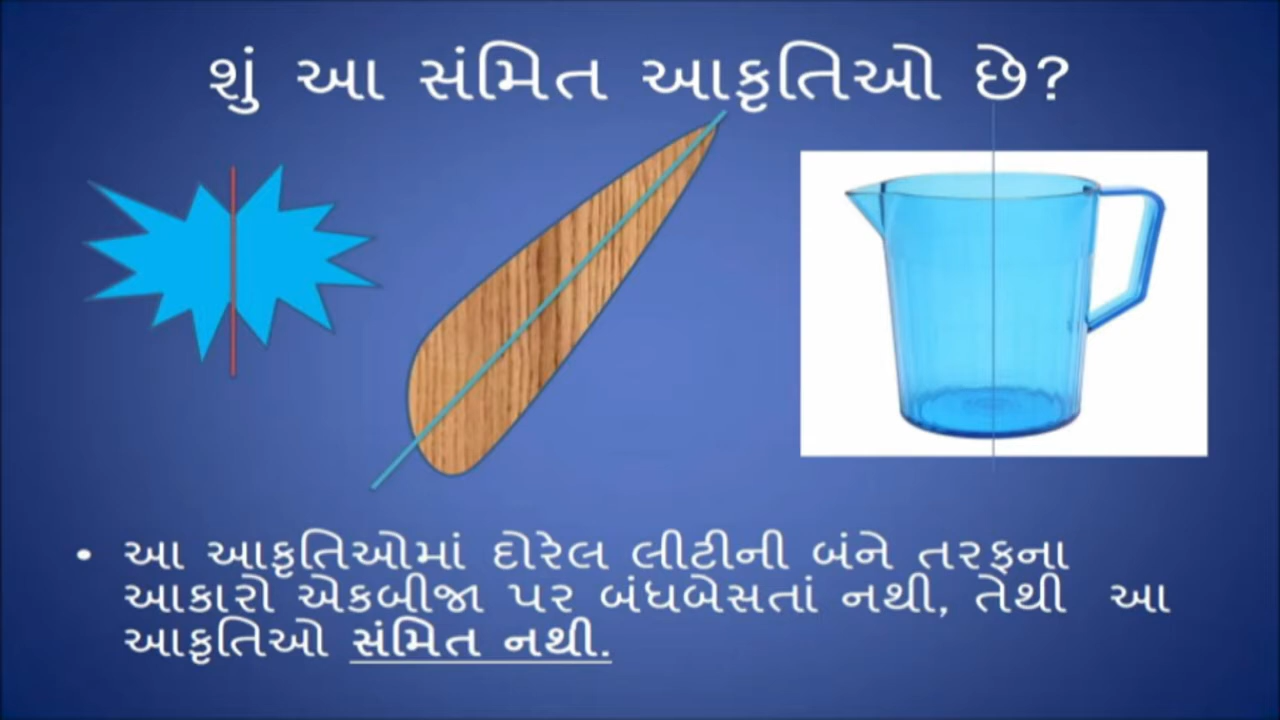 શું આ સંમિત આકૃતિઓ છે?
• આ આકૃતિઓમાં દોરેલ લીટીની બંને તરફના
આકારો એકબીજા પર બંધબેસતાં નથી, તેથી આ
આકૃતિઓ સંમિત નથી.